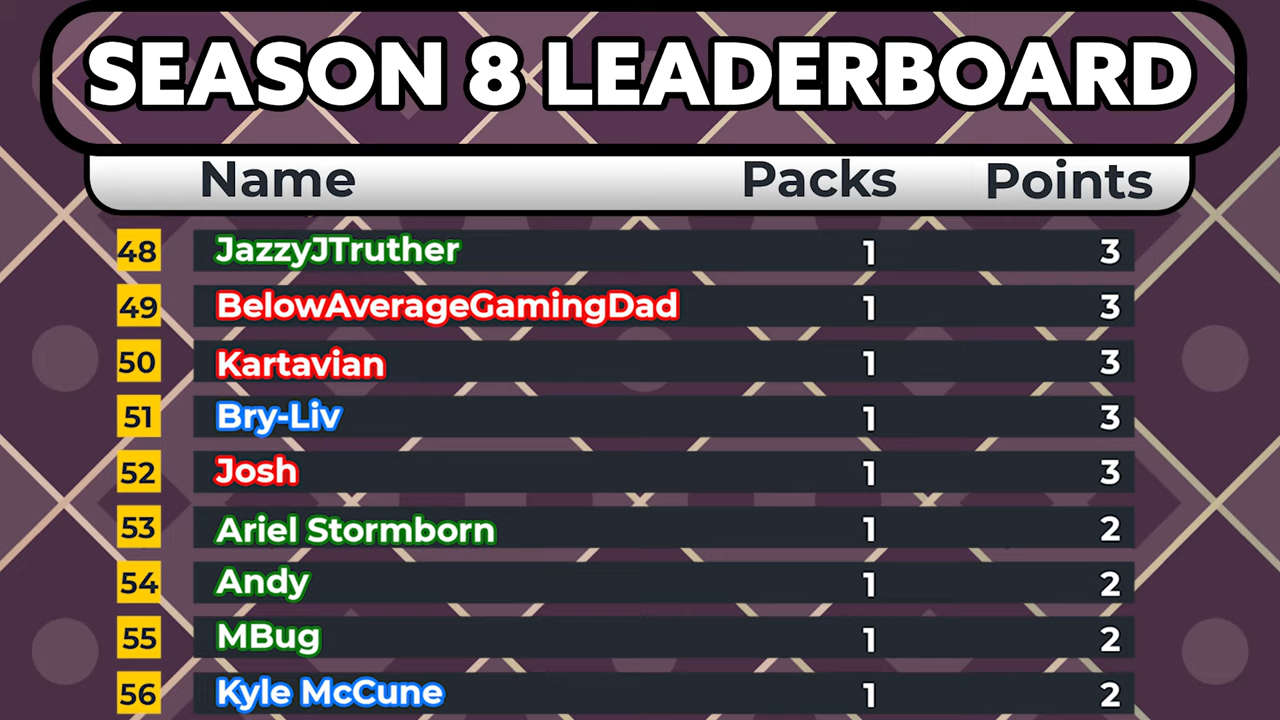 SEASON 8 LEADERBOARD
Name Packs Points
48 JazzyJTruther 1 3
49 BelowAverageGamingDad 1 3
50 Kartavian 1 3
51 Bry-Liv 1 3
52 Josh 1 3
53 Ariel Stormborn 1 2
54 Andy 1 2
55 MBug 1 2
56 Kyle McCune 1 2